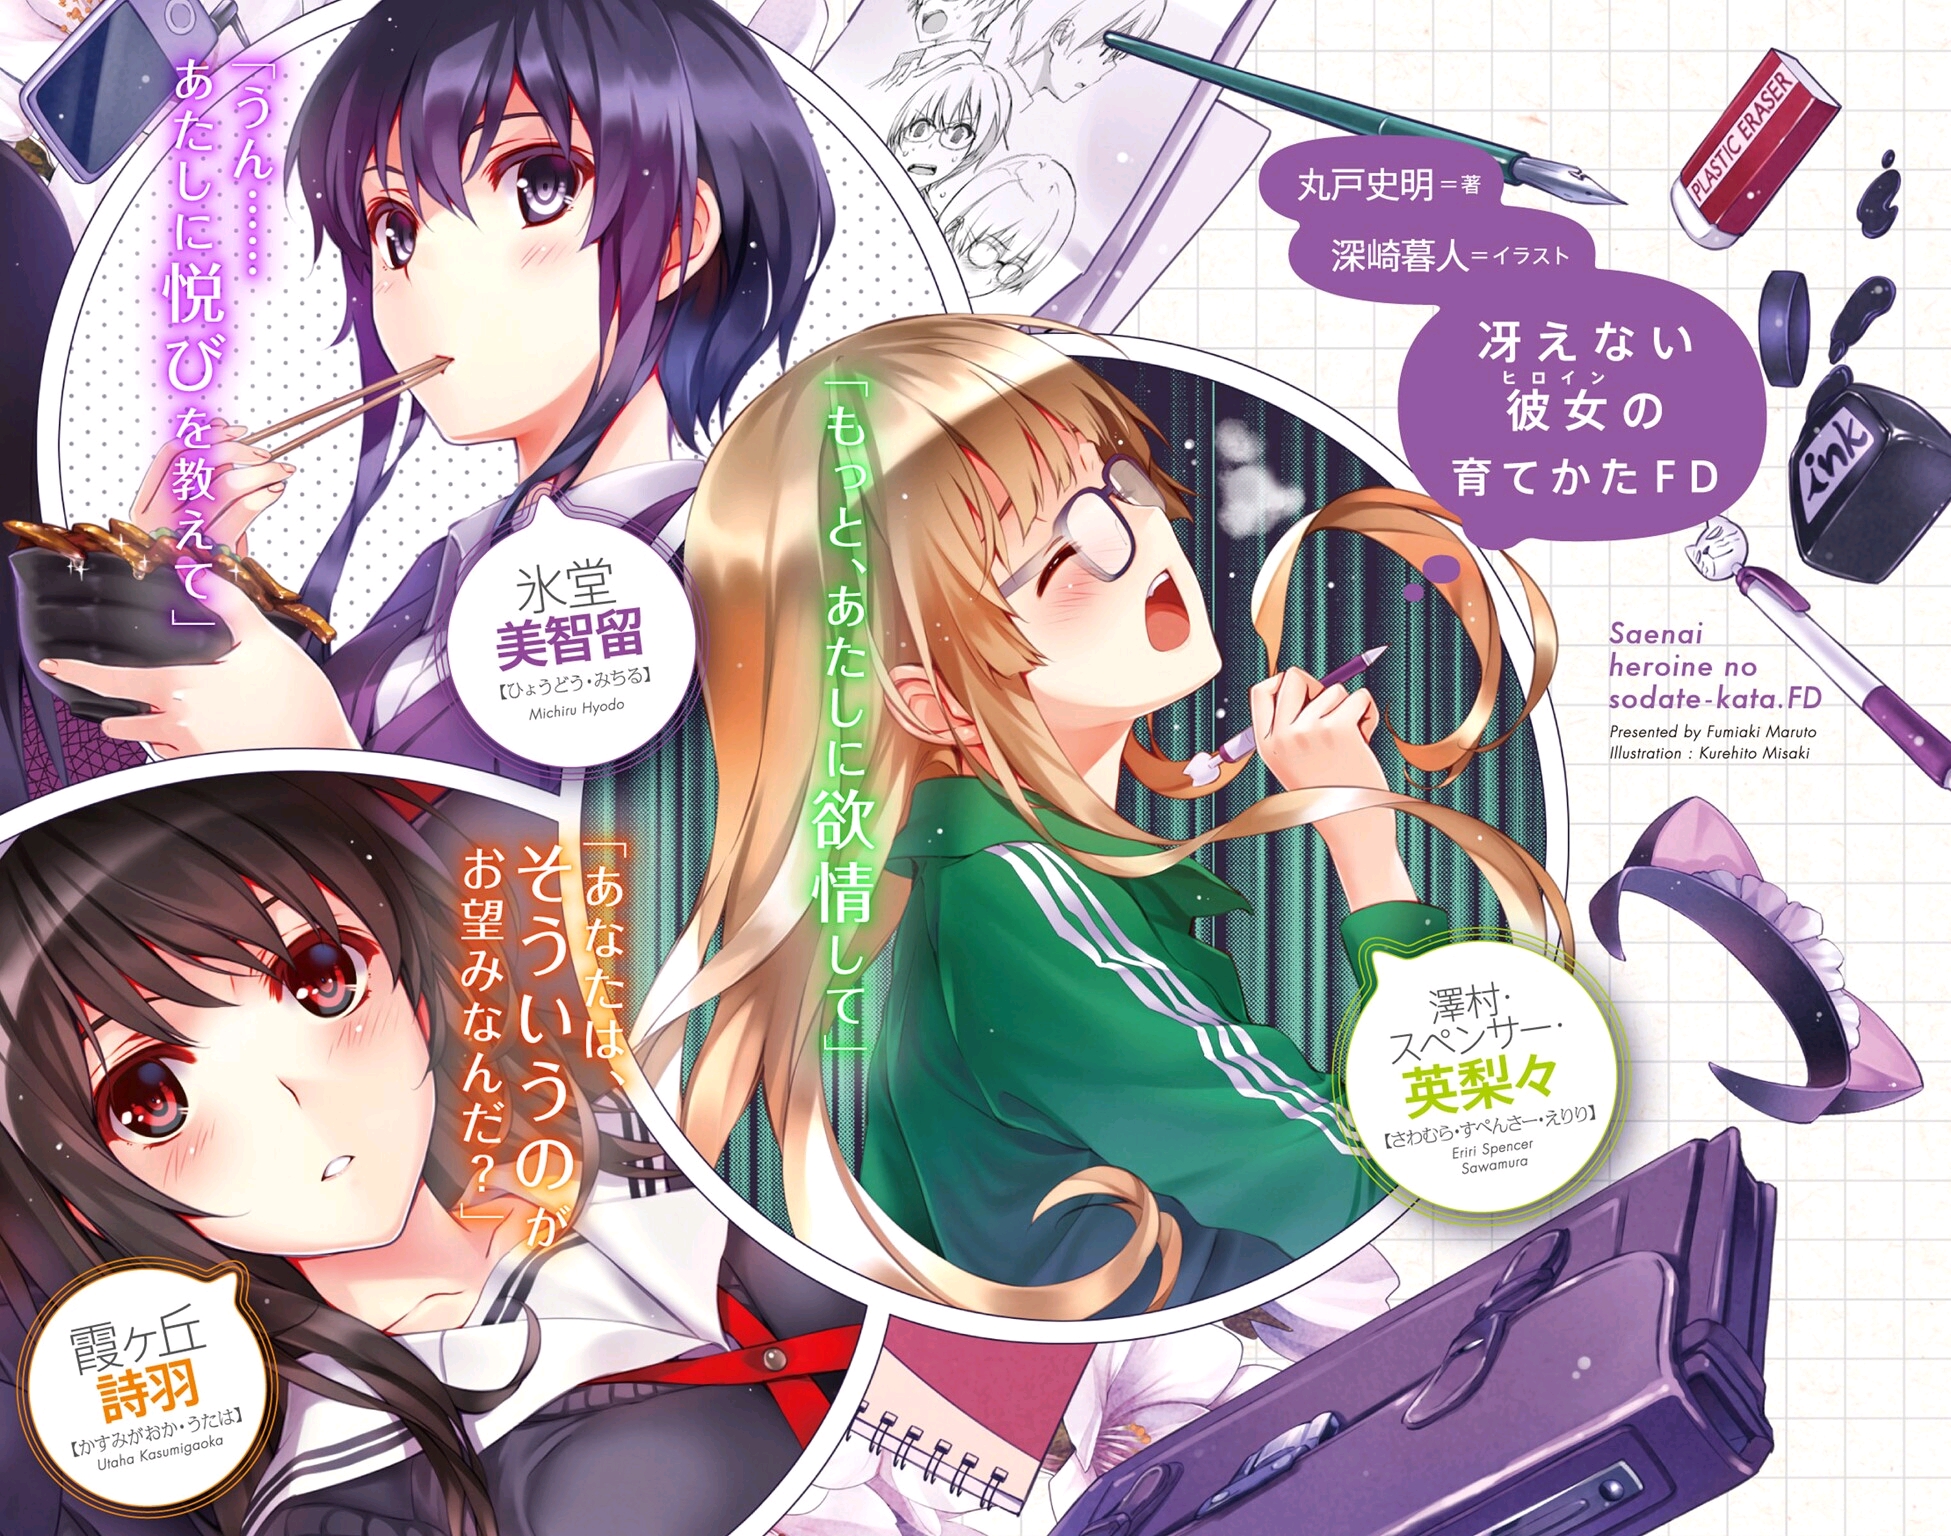 「うん………
あたしに悦びを教えて」
氷堂
美智留
【ひょうどう・みちる】
Michiru Hyodo
「もっと、あたしに欲情して」
澤村・
スペンサー・
英梨々
【さわむら・すぺんさー・えりり】
Eriri Spencer
Sawamura
「あなたは、
そういうのが
お望みなんだ?」
霞ヶ丘
詩羽
【かすみがおか・うたは】
Utaha Kasumigaoka
丸戸史明＝著
深崎暮人＝イラスト
冴えない
ヒロイン
彼女の
育てかたFD
Saenai
heroine no
sodate-kata.FD
Presented by Fumiaki Maruto
Illustration : Kurehito Misaki
PLASTIC ERASER
ink